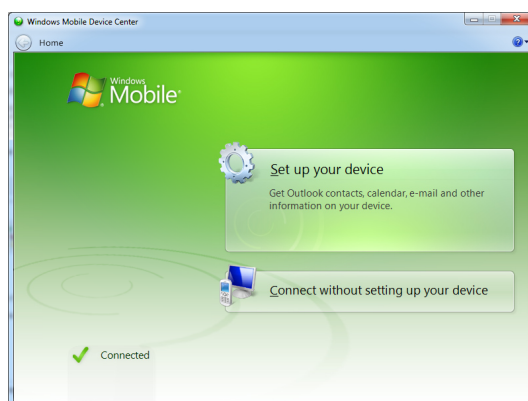 Windows Mobile Device Center
Home
Windows
Mobile®
Set up your device
Get Outlook contacts, calendar, e-mail and other
information on your device.
Connect without setting up your device
Connected